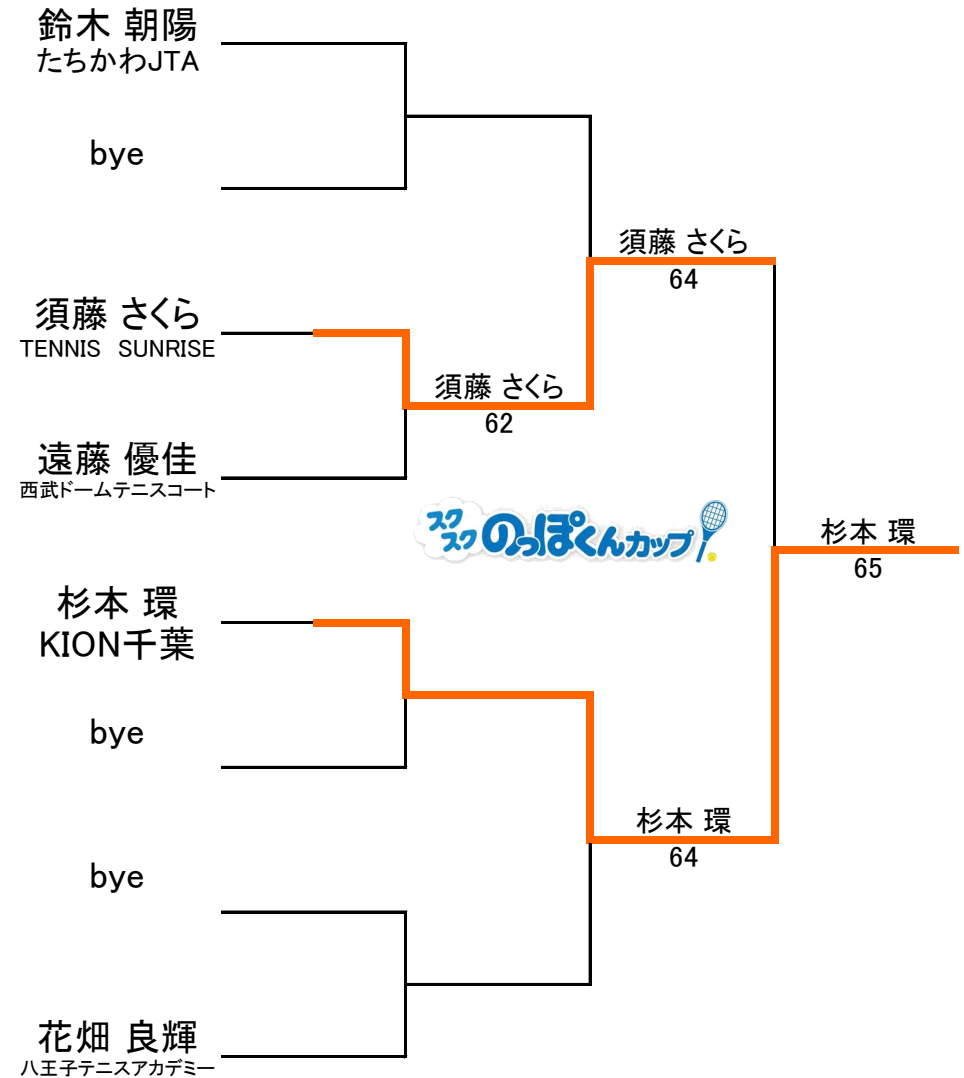 鈴木 朝陽
たちかわJTA
bye
須藤 さくら
64
須藤 さくら
TENNIS SUNRISE
須藤 さくら
62
遠藤 優佳
西武ドームテニスコート
スクスク のっぽくんカップ
杉本 環
65
杉本 環
KION千葉
bye
杉本 環
64
bye
花畑 良輝
八王子テニスアカデミー